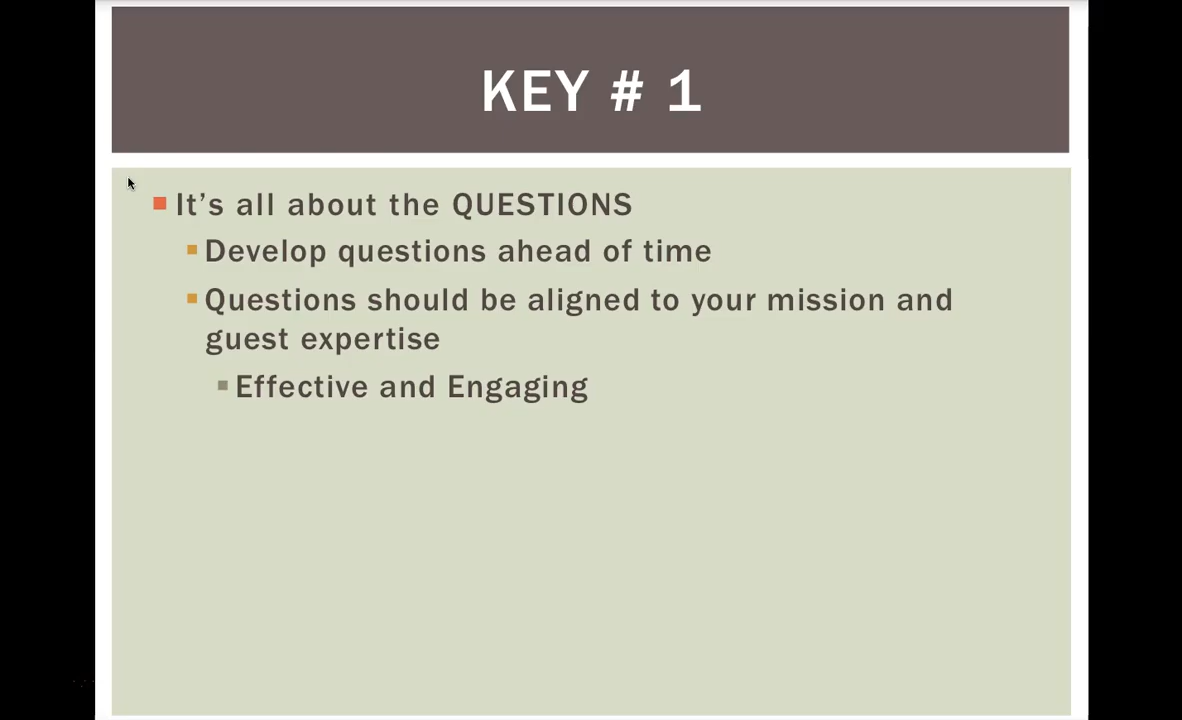 KEY # 1
It’s all about the QUESTIONS
Develop questions ahead of time
Questions should be aligned to your mission and
guest expertise
Effective and Engaging